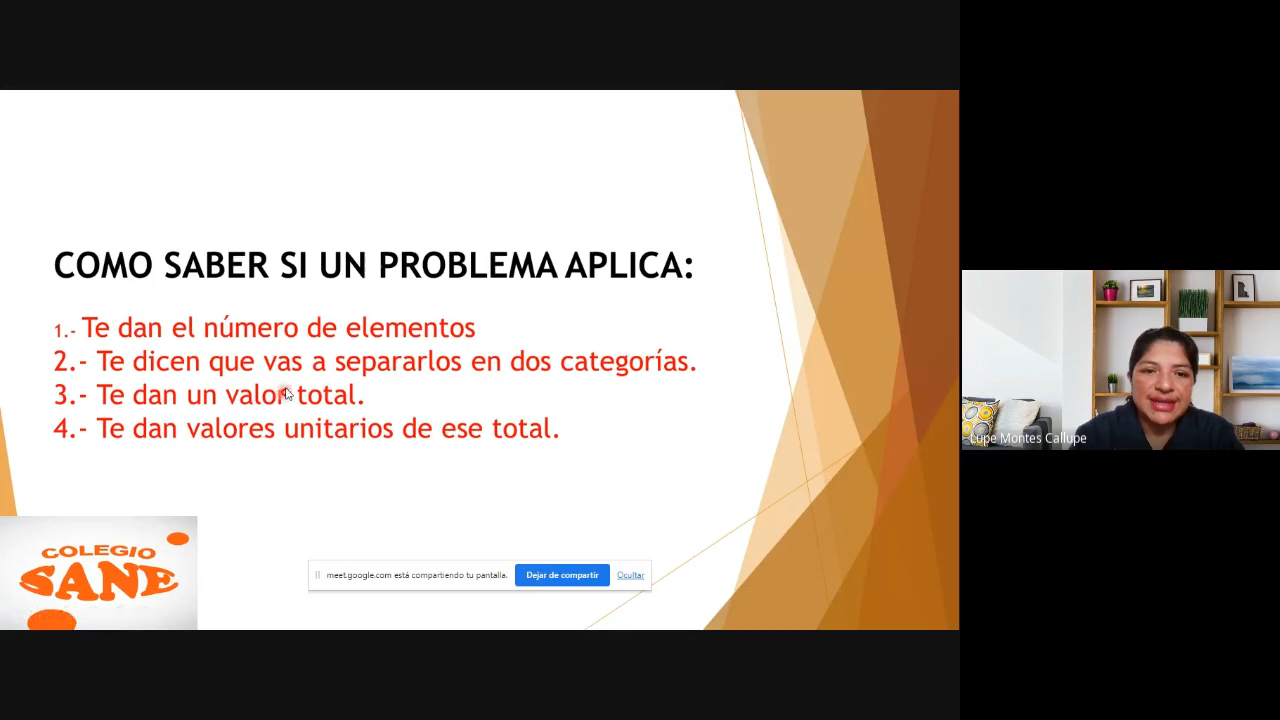 COMO SABER SI UN PROBLEMA APLICA:
1.- Te dan el número de elementos
2.- Te dicen que vas a separarlos en dos categorías.
3.- Te dan un valor total.
4.- Te dan valores unitarios de ese total.
COLEGIO
SANE
meet.google.com está compartiendo tu pantalla.
Dejar de compartir
Ocultar
Lupe Montes Callupe